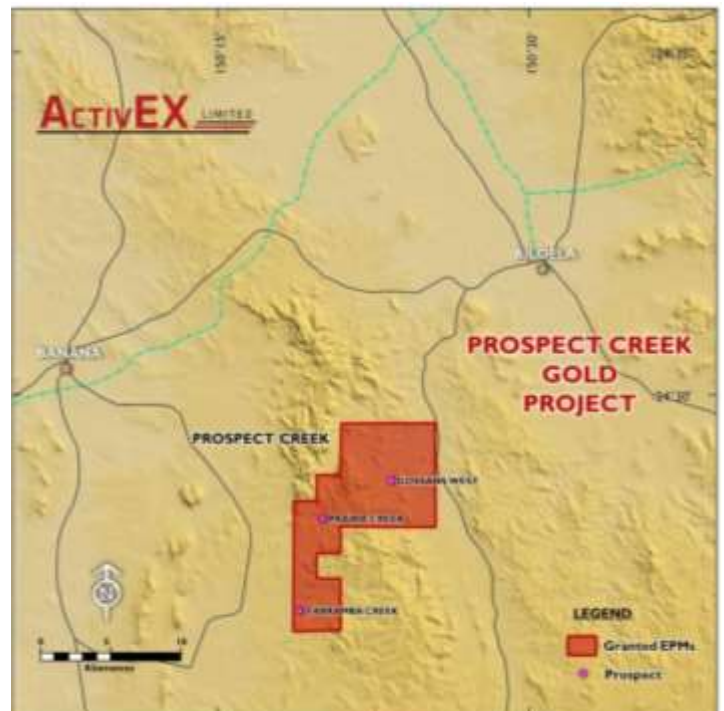 150°15'
150°30'
ACTIVEX
LIMITED
BILOELA
BANANA
PROSPECT CREEK
GOLD
PROJECT
PROSPECT CREEK
PRAIRIE CREEK
LEGEND
Granted EPMs
Prospect
N
0
10
Kilometres